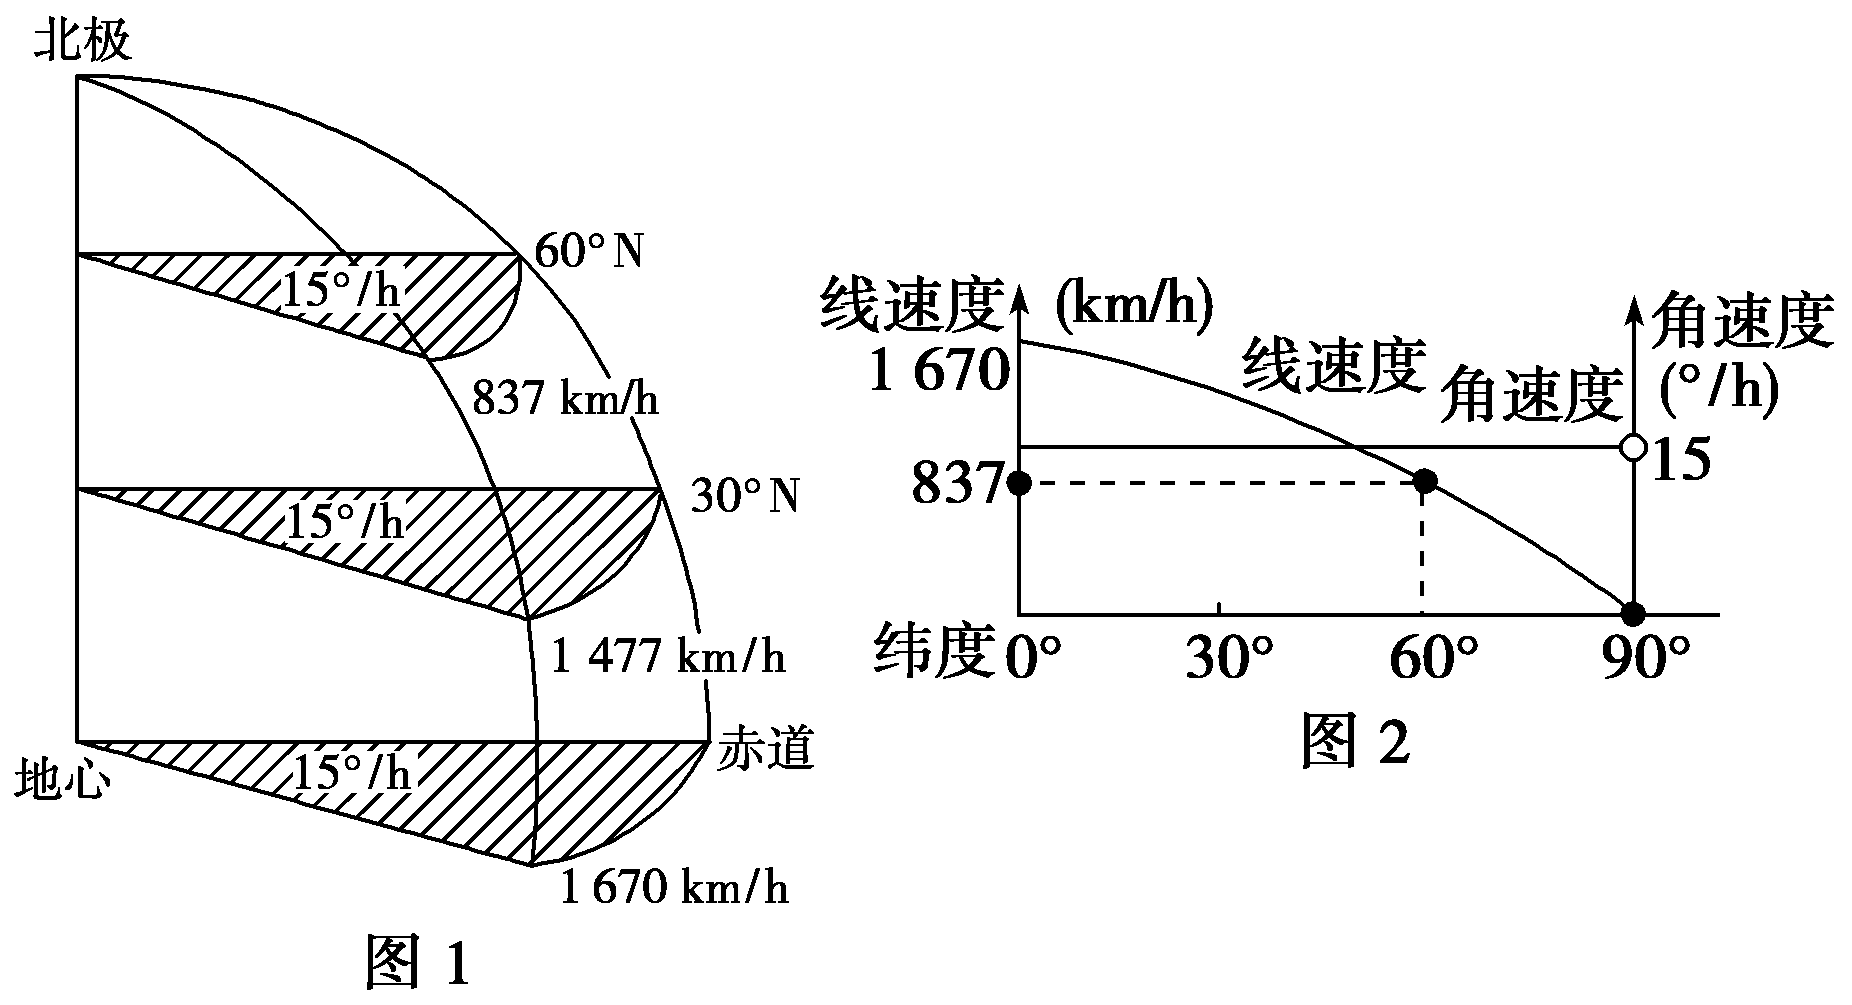 北极
60°N
15°/h
837 km/h
30°N
15°/h
1 477 km/h
赤道
地心
15°/h
1 670 km/h
图 1
线速度 (km/h)
角速度
(°/h)
1 670
线速度
角速度
837
15
纬度 0° 30° 60° 90°
图 2